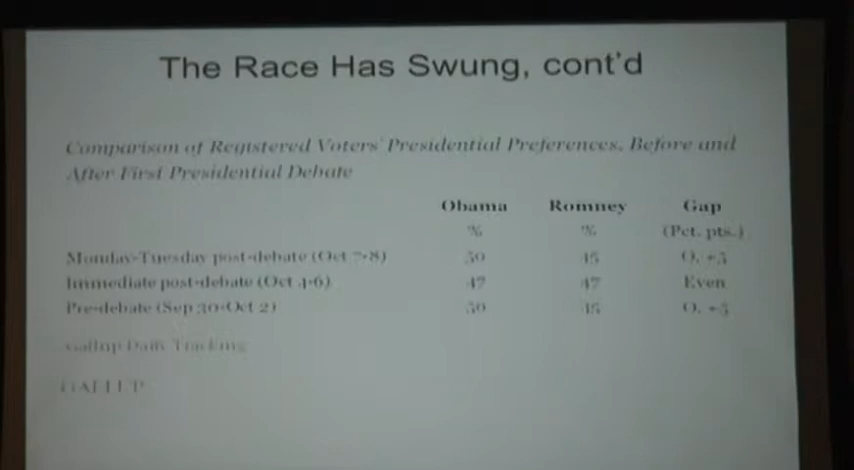 The Race Has Swung, cont'd
Comparison of Registered Voters' Presidential Preferences, Before and
After First Presidential Debate
Obama Romney Gap
% % (Pct. pts.)
Monday-Tuesday post-debate (Oct 7-8) 50 45 O, +5
Immediate post-debate (Oct 4-6) 47 47 Even
Pre-debate (Sep 30-Oct 2) 50 45 O, +5
Gallup Daily Tracking
GALLUP